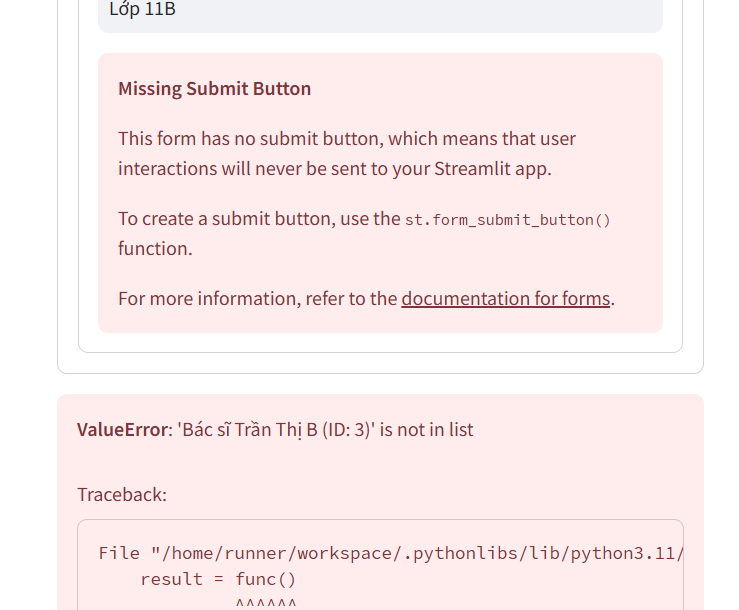 Lớp 11B
Missing Submit Button
This form has no submit button, which means that user
interactions will never be sent to your Streamlit app.
To create a submit button, use the st.form_submit_button()
function.
For more information, refer to the documentation for forms.
ValueError: 'Bác sĩ Trần Thị B (ID: 3)' is not in list
Traceback:
File "/home/runner/workspace/.pythonlibs/lib/python3.11/
result = func()
^^^^^^